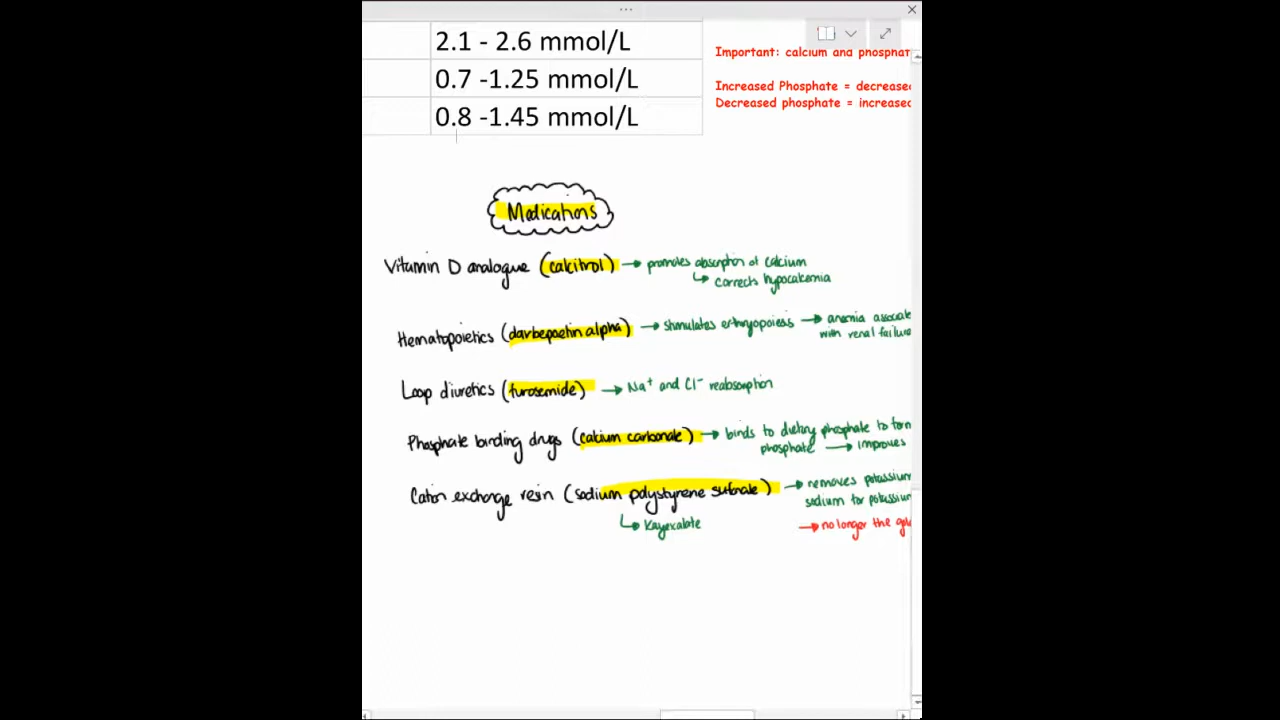 2.1 - 2.6 mmol/L
0.7 -1.25 mmol/L
0.8 -1.45 mmol/L
Important: calcium and phosphat
Increased Phosphate = decreased
Decreased phosphate = increased
Medications
Vitamin D analogue (calcitrol) → promotes absorption of calcium
↳ corrects hypocalcemia
Hematopoietics (darbepoetin alpha) → stimulates erthryopoiesis → anemia associate
with renal failure
Loop diuretics (furosemide) → Na+ and Cl- reabsorption
Phosphate binding drugs (calcium carbonate) → binds to dietary phosphate to form
phosphate → improves
Cation exchange resin (sodium polystyrene sulfonate) → removes potassium
sodium for potassium
↳ Kayexalate
→ no longer the